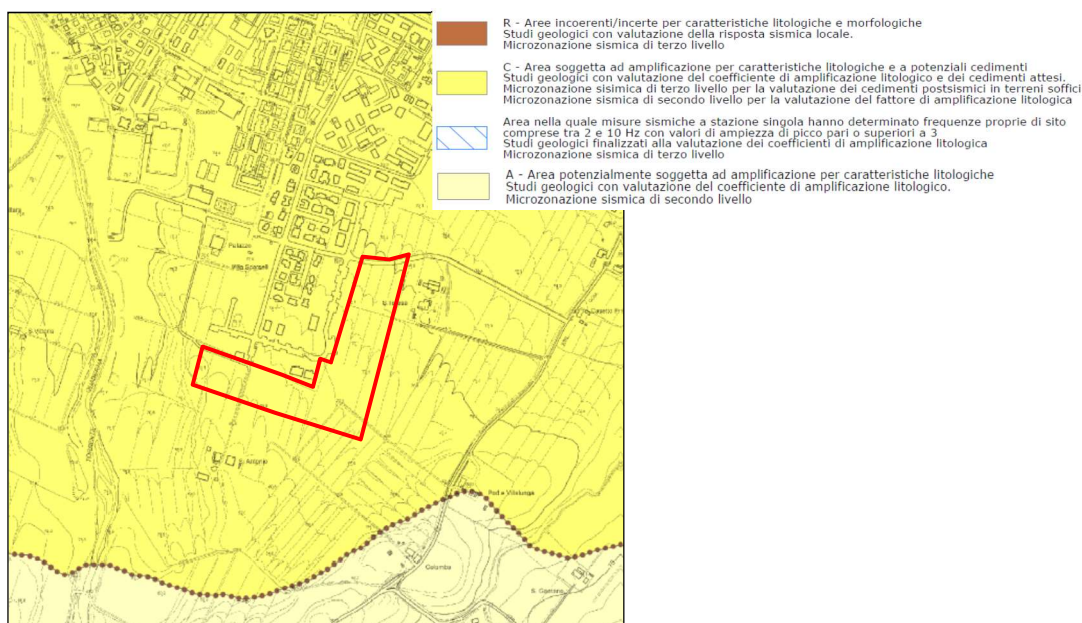 R - Aree incoerenti/incerte per caratteristiche litologiche e morfologiche
Studi geologici con valutazione della risposta sismica locale.
Microzonazione sismica di terzo livello
C - Area soggetta ad amplificazione per caratteristiche litologiche e a potenziali cedimenti
Studi geologici con valutazione del coefficiente di amplificazione litologico e dei cedimenti attesi.
Microzonazione sisimica di terzo livello per la valutazione dei cedimenti postsismici in terreni soffici
Microzonazione sismica di secondo livello per la valutazione del fattore di amplificazione litologica
Area nella quale misure sismiche a stazione singola hanno determinato frequenze proprie di sito
comprese tra 2 e 10 Hz con valori di ampiezza di picco pari o superiori a 3
Studi geologici finalizzati alla valutazione dei coefficienti di amplificazione litologica
Microzonazione sismica di terzo livello
A - Area potenzialmente soggetta ad amplificazione per caratteristiche litologiche
Studi geologici con valutazione del coefficiente di amplificazione litologico.
Microzonazione sismica di secondo livello
Palazzo
S. Antonio
Colomba